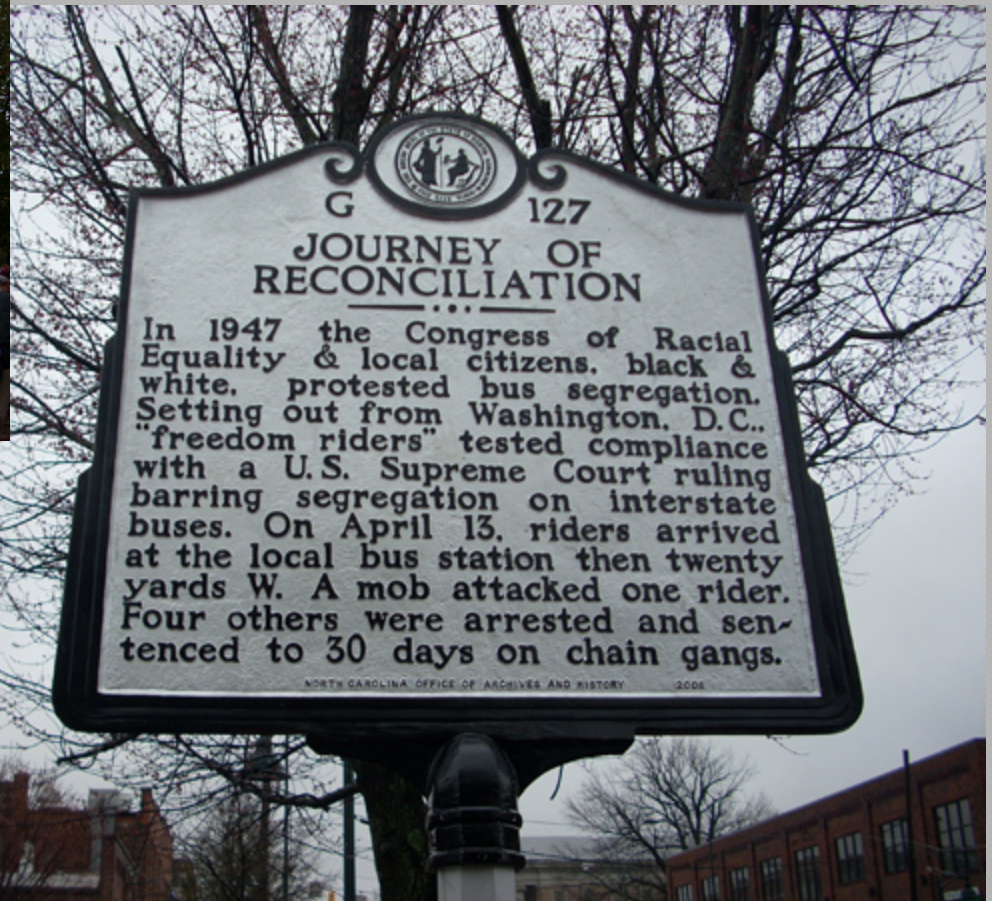 G 127
JOURNEY OF
RECONCILIATION
In 1947 the Congress of Racial
Equality & local citizens, black &
white, protested bus segregation.
Setting out from Washington, D.C.,
"freedom riders" tested compliance
with a U.S. Supreme Court ruling
barring segregation on interstate
buses. On April 13, riders arrived
at the local bus station then twenty
yards W. A mob attacked one rider.
Four others were arrested and sen-
tenced to 30 days on chain gangs.
NORTH CAROLINA OFFICE OF ARCHIVES AND HISTORY